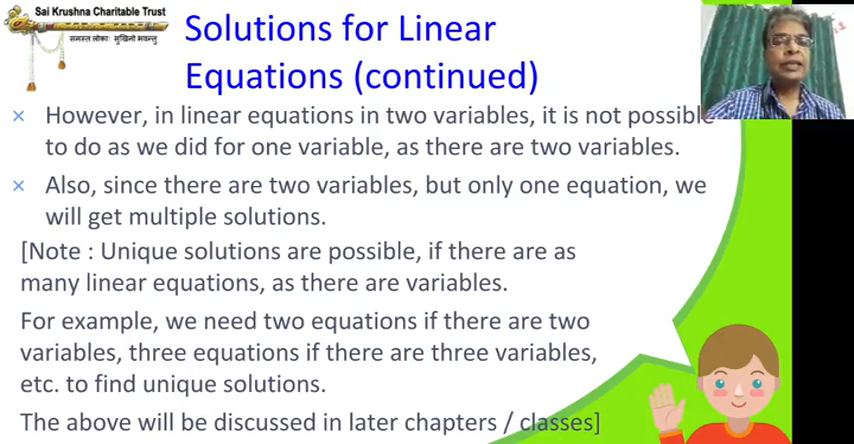 Sai Krushna Charitable Trust
समस्त लोकाः सुखिनो भवन्तु
Solutions for Linear
Equations (continued)
× However, in linear equations in two variables, it is not possible
to do as we did for one variable, as there are two variables.
× Also, since there are two variables, but only one equation, we
will get multiple solutions.
[Note : Unique solutions are possible, if there are as
many linear equations, as there are variables.
For example, we need two equations if there are two
variables, three equations if there are three variables,
etc. to find unique solutions.
The above will be discussed in later chapters / classes]